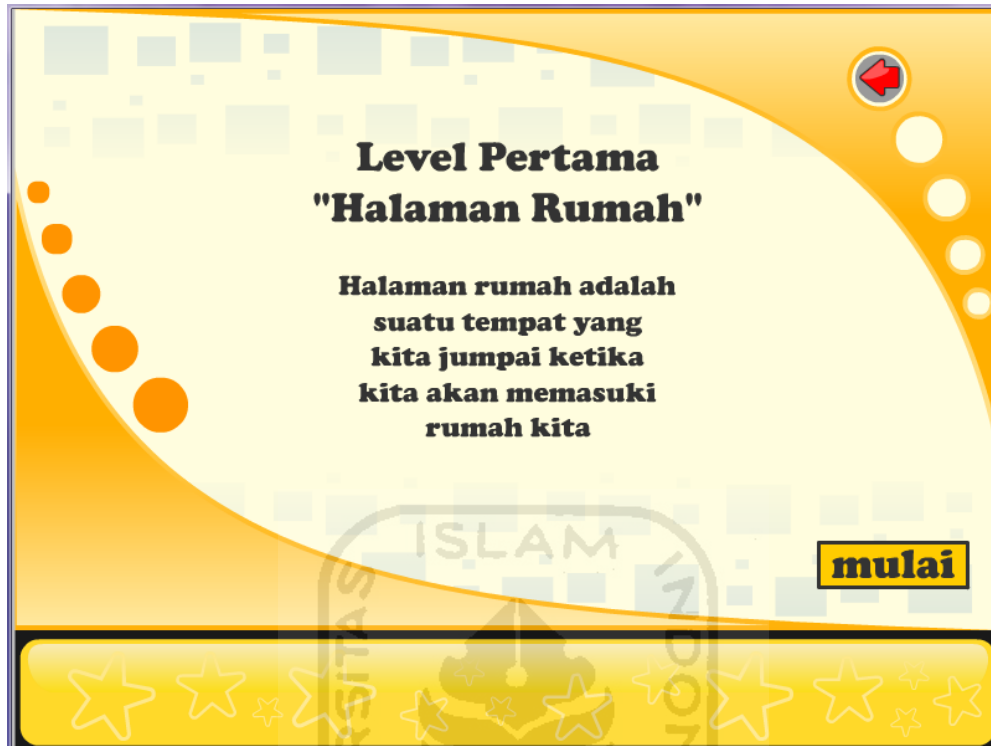 Level Pertama
"Halaman Rumah"
Halaman rumah adalah
suatu tempat yang
kita jumpai ketika
kita akan memasuki
rumah kita
mulai
ISLAM